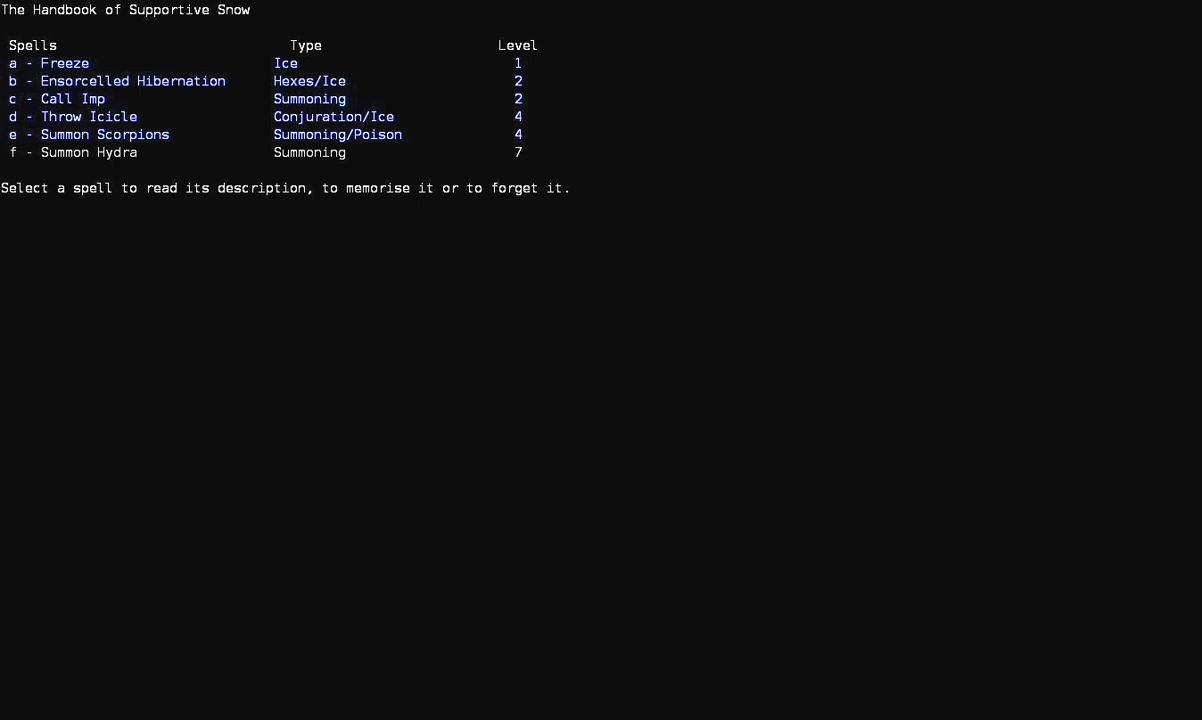 The Handbook of Supportive Snow
Spells Type Level
a - Freeze Ice 1
b - Ensorcelled Hibernation Hexes/Ice 2
c - Call Imp Summoning 2
d - Throw Icicle Conjuration/Ice 4
e - Summon Scorpions Summoning/Poison 4
f - Summon Hydra Summoning 7
Select a spell to read its description, to memorise it or to forget it.